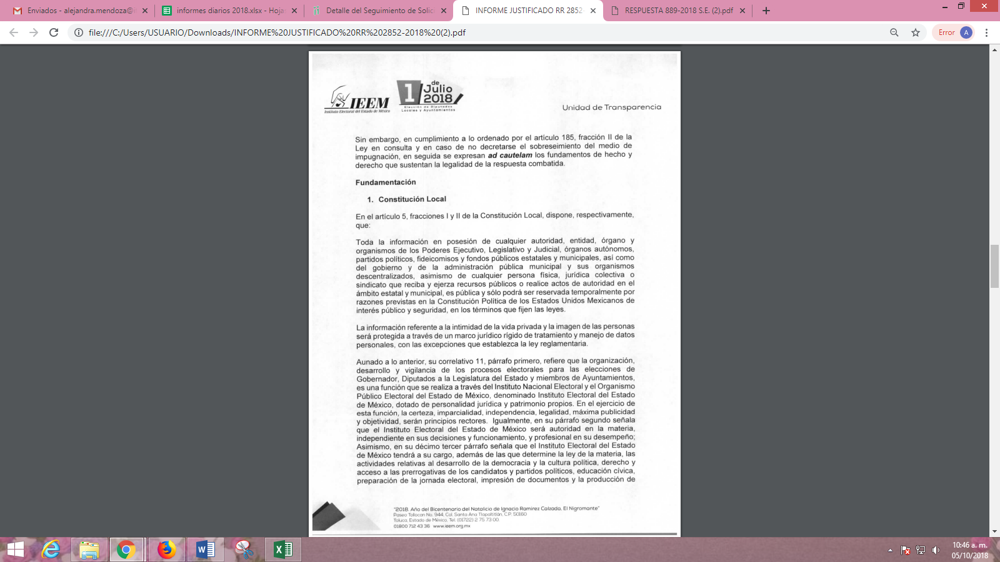 Enviados - alejandra.mendoza@i
informes diarios 2018.xlsx - Hoja
Detalle del Seguimiento de Solic
INFORME JUSTIFICADO RR 2852-
RESPUESTA 889-2018 S.E. (2).pdf
file:///C:/Users/USUARIO/Downloads/INFORME%20JUSTIFICADO%20RR%202852-2018%20(2).pdf
Error A
IEEM
Instituto Electoral del Estado de México
1 de Julio 2018
Elección de Diputados
Locales y Ayuntamientos
Unidad de Transparencia
Sin embargo, en cumplimiento a lo ordenado por el artículo 185, fracción II de la
Ley en consulta y en caso de no decretarse el sobreseimiento del medio de
impugnación, en seguida se expresan ad cautelam los fundamentos de hecho y
derecho que sustentan la legalidad de la respuesta combatida.
Fundamentación
1. Constitución Local
En el artículo 5, fracciones I y II de la Constitución Local, dispone, respectivamente,
que:
Toda la información en posesión de cualquier autoridad, entidad, órgano y
organismos de los Poderes Ejecutivo, Legislativo y Judicial, órganos autónomos,
partidos políticos, fideicomisos y fondos públicos estatales y municipales, así como
del gobierno y de la administración pública municipal y sus organismos
descentralizados, asimismo de cualquier persona física, jurídica colectiva o
sindicato que reciba y ejerza recursos públicos o realice actos de autoridad en el
ámbito estatal y municipal, es pública y sólo podrá ser reservada temporalmente por
razones previstas en la Constitución Política de los Estados Unidos Mexicanos de
interés público y seguridad, en los términos que fijen las leyes.
La información referente a la intimidad de la vida privada y la imagen de las personas
será protegida a través de un marco jurídico rígido de tratamiento y manejo de datos
personales, con las excepciones que establezca la ley reglamentaria.
Aunado a lo anterior, su correlativo 11, párrafo primero, refiere que la organización,
desarrollo y vigilancia de los procesos electorales para las elecciones de
Gobernador, Diputados a la Legislatura del Estado y miembros de Ayuntamientos,
es una función que se realiza a través del Instituto Nacional Electoral y el Organismo
Público Electoral del Estado de México, denominado Instituto Electoral del Estado
de México, dotado de personalidad jurídica y patrimonio propios. En el ejercicio de
esta función, la certeza, imparcialidad, independencia, legalidad, máxima publicidad
y objetividad, serán principios rectores. Igualmente, en su párrafo segundo señala
que el Instituto Electoral del Estado de México será autoridad en la materia,
independiente en sus decisiones y funcionamiento, y profesional en su desempeño;
Asimismo, en su décimo tercer párrafo señala que el Instituto Electoral del Estado
de México tendrá a su cargo, además de las que determine la ley de la materia, las
actividades relativas al desarrollo de la democracia y la cultura política, derecho y
acceso a las prerrogativas de los candidatos y partidos políticos, educación cívica,
preparación de la jornada electoral, impresión de documentos y la producción de
"2018. Año del Bicentenario del Natalicio de Ignacio Ramírez Calzada, El Nigromante"
Paseo Tollocan No. 944, Col. Santa Ana Tlapaltitlán, C.P. 50160
Toluca, Estado de México, Tel. (01722) 2 75 73 00
01800 712 43 36 www.ieem.org.mx
10:46 a. m.
05/10/2018